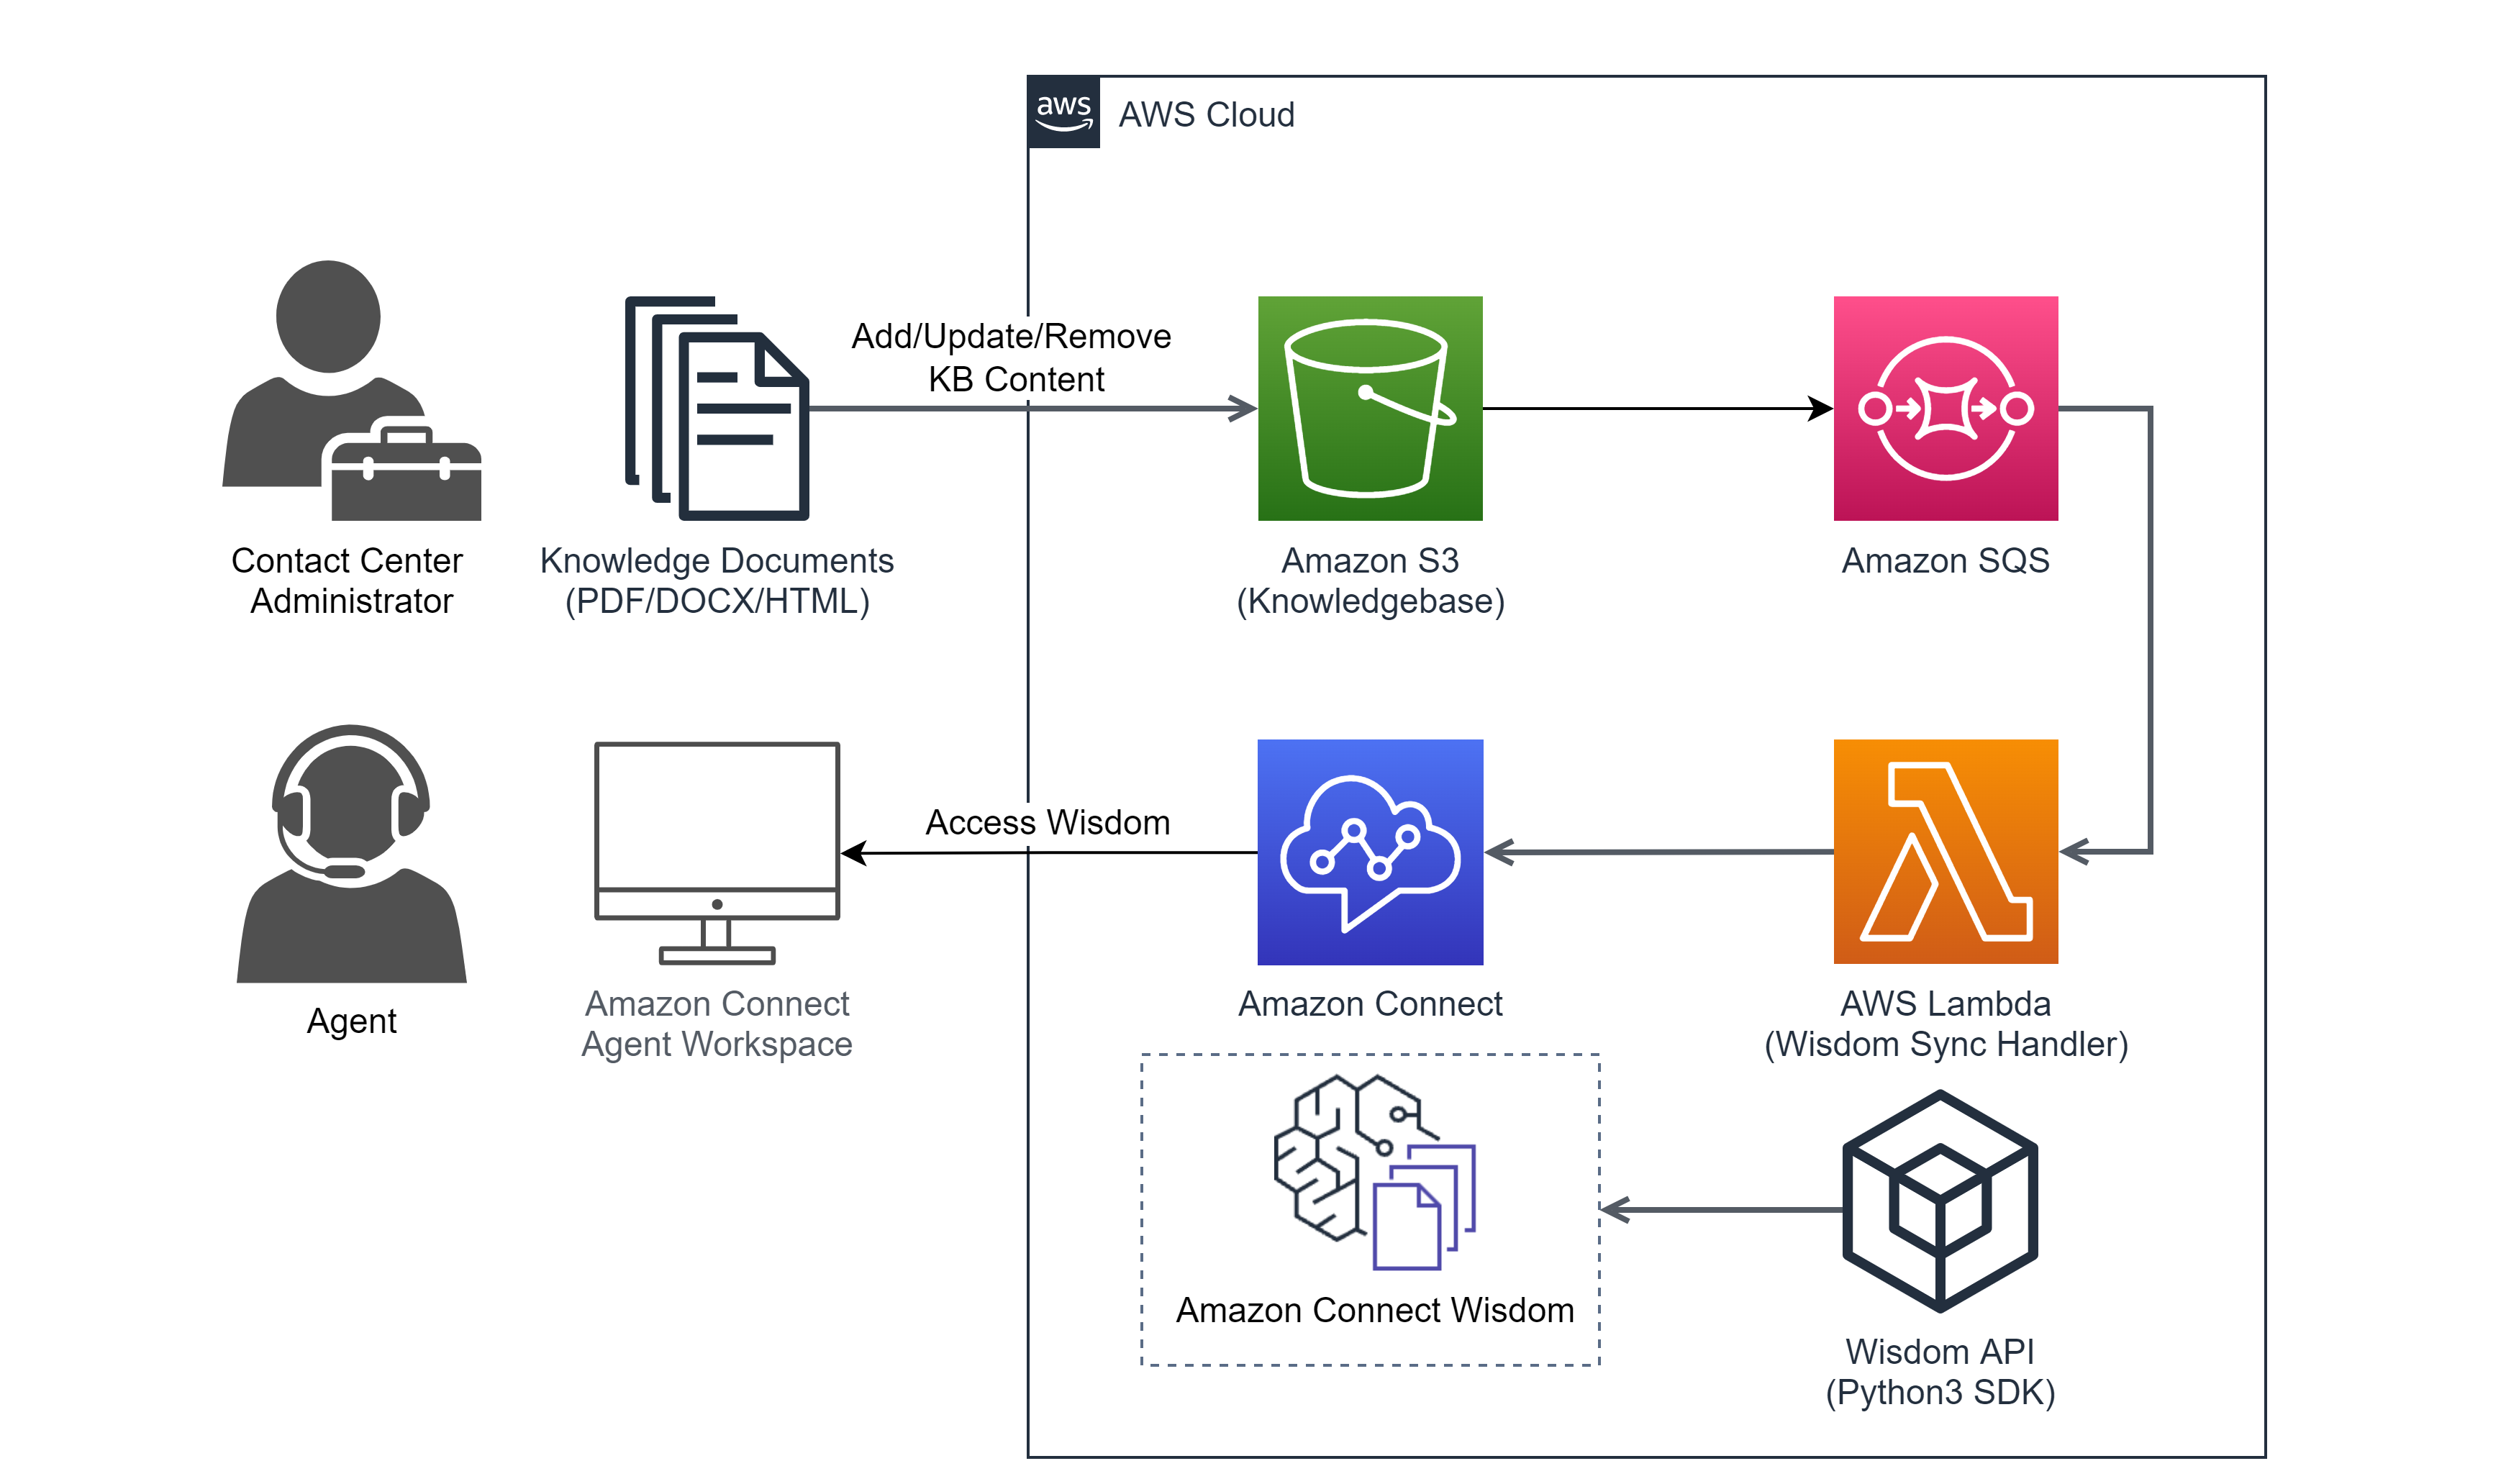 aws
AWS Cloud
Add/Update/Remove
KB Content
Contact Center
Administrator
Knowledge Documents
(PDF/DOCX/HTML)
Amazon S3
(Knowledgebase)
Amazon SQS
Access Wisdom
Agent
Amazon Connect
Agent Workspace
Amazon Connect
AWS Lambda
(Wisdom Sync Handler)
Amazon Connect Wisdom
Wisdom API
(Python3 SDK)